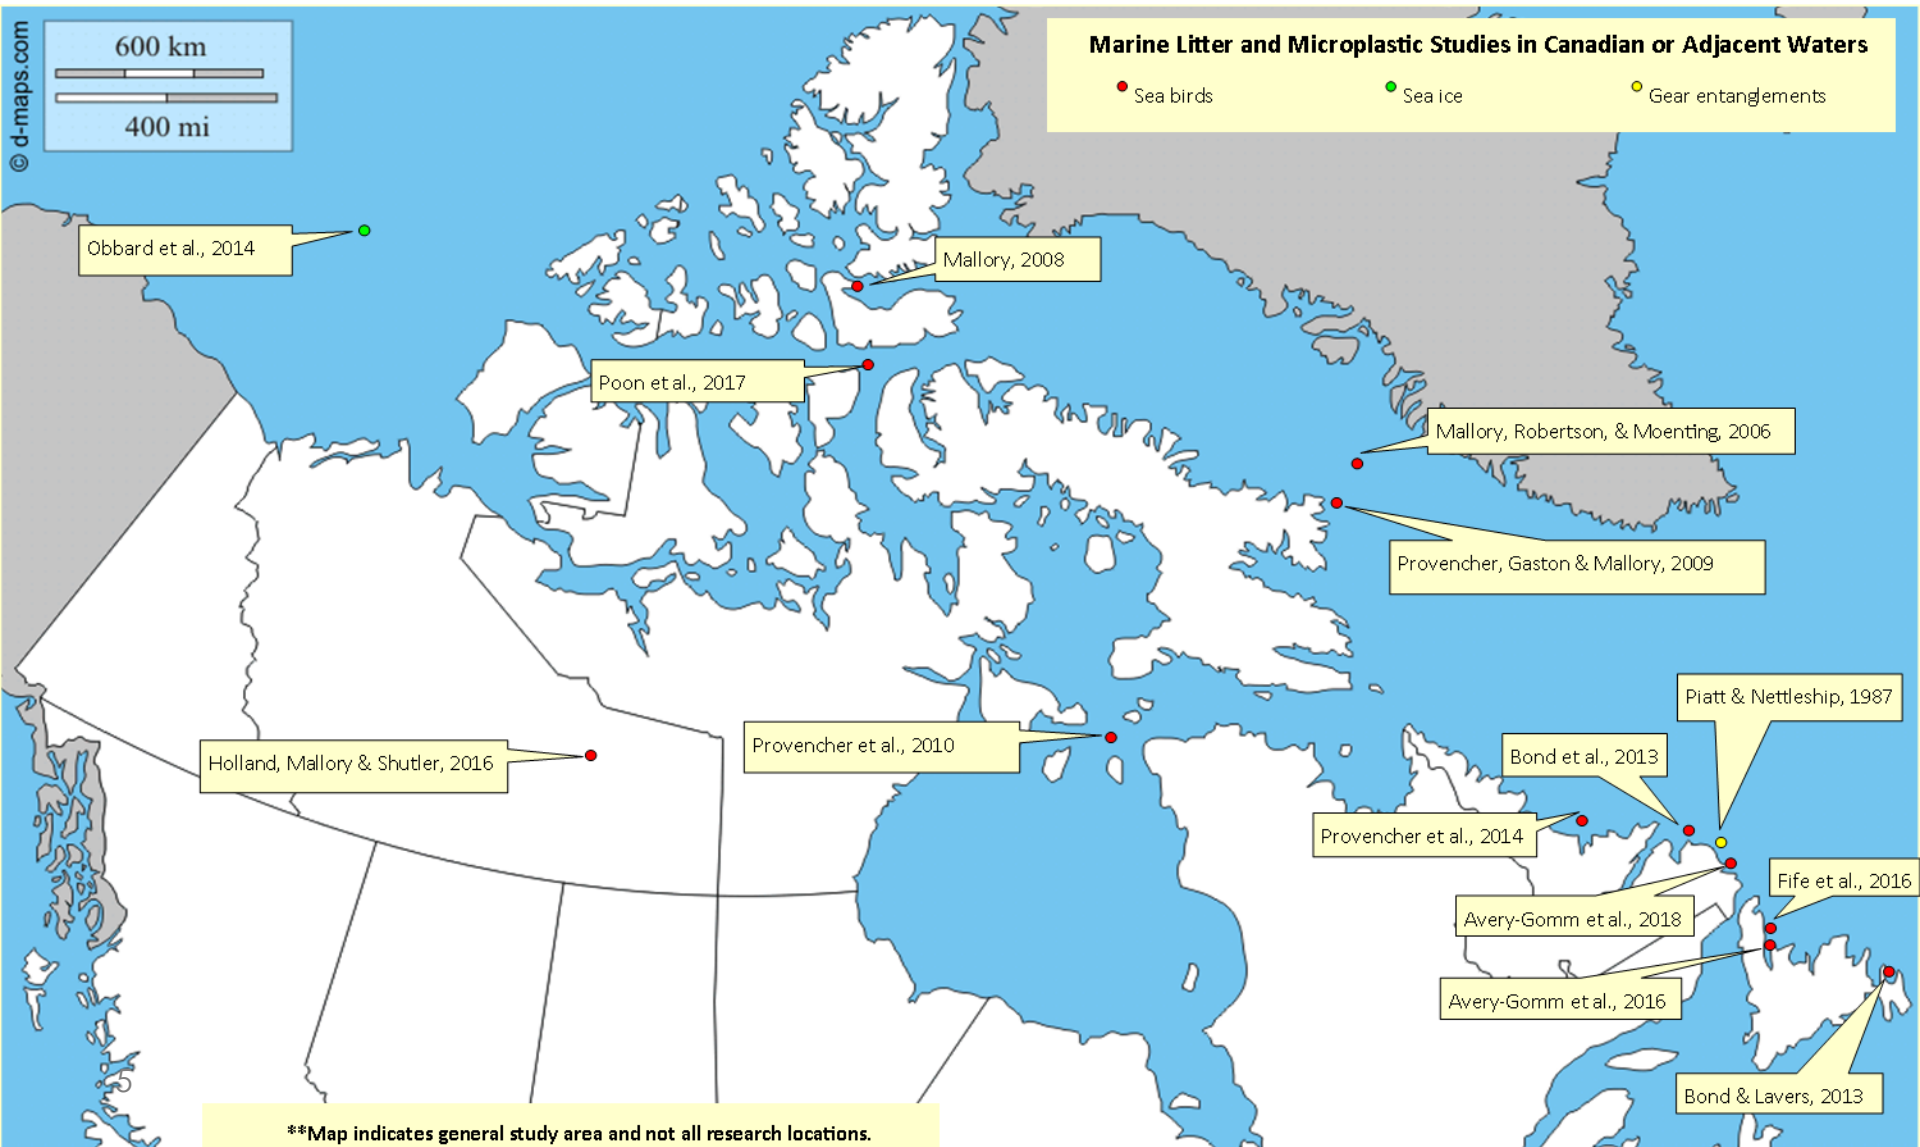 © d-maps.com
600 km
400 mi
Marine Litter and Microplastic Studies in Canadian or Adjacent Waters
Sea birds
Sea ice
Gear entanglements
Obbard et al., 2014
Mallory, 2008
Poon et al., 2017
Mallory, Robertson, & Moenting, 2006
Provencher, Gaston & Mallory, 2009
Piatt & Nettleship, 1987
Holland, Mallory & Shutler, 2016
Provencher et al., 2010
Bond et al., 2013
Provencher et al., 2014
Fife et al., 2016
Avery-Gomm et al., 2018
Avery-Gomm et al., 2016
Bond & Lavers, 2013
5
**Map indicates general study area and not all research locations.